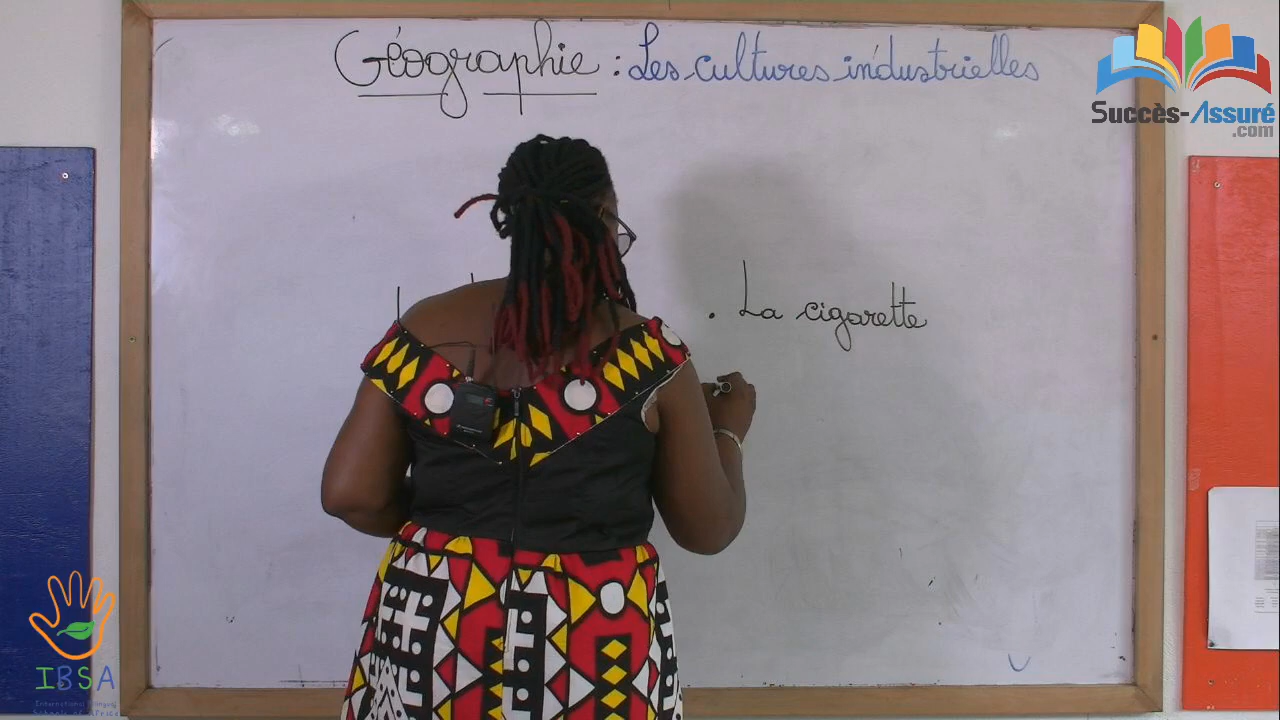 Géographie : Les cultures industrielles
Succès-Assuré
.com
. La cigarette
IBSA